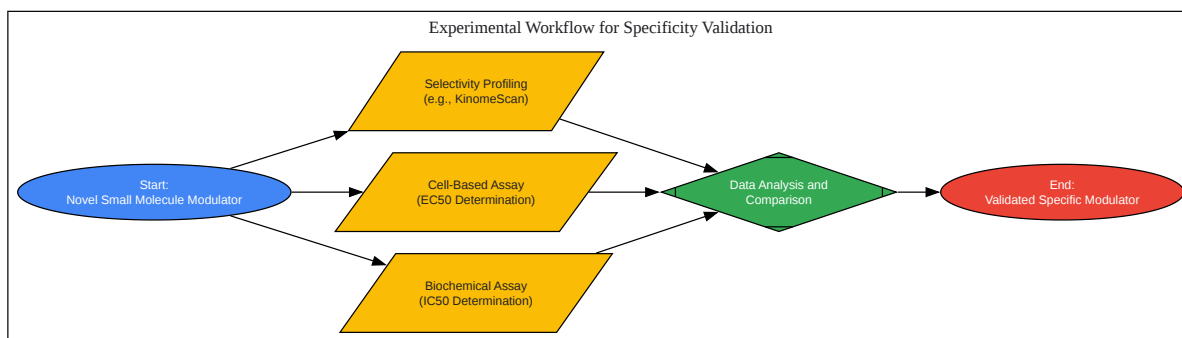 Experimental Workflow for Specificity Validation
Selectivity Profiling
(e.g., KinomeScan)
Start:
Novel Small Molecule Modulator
Cell-Based Assay
(EC50 Determination)
Data Analysis and
Comparison
End:
Validated Specific Modulator
Biochemical Assay
(IC50 Determination)